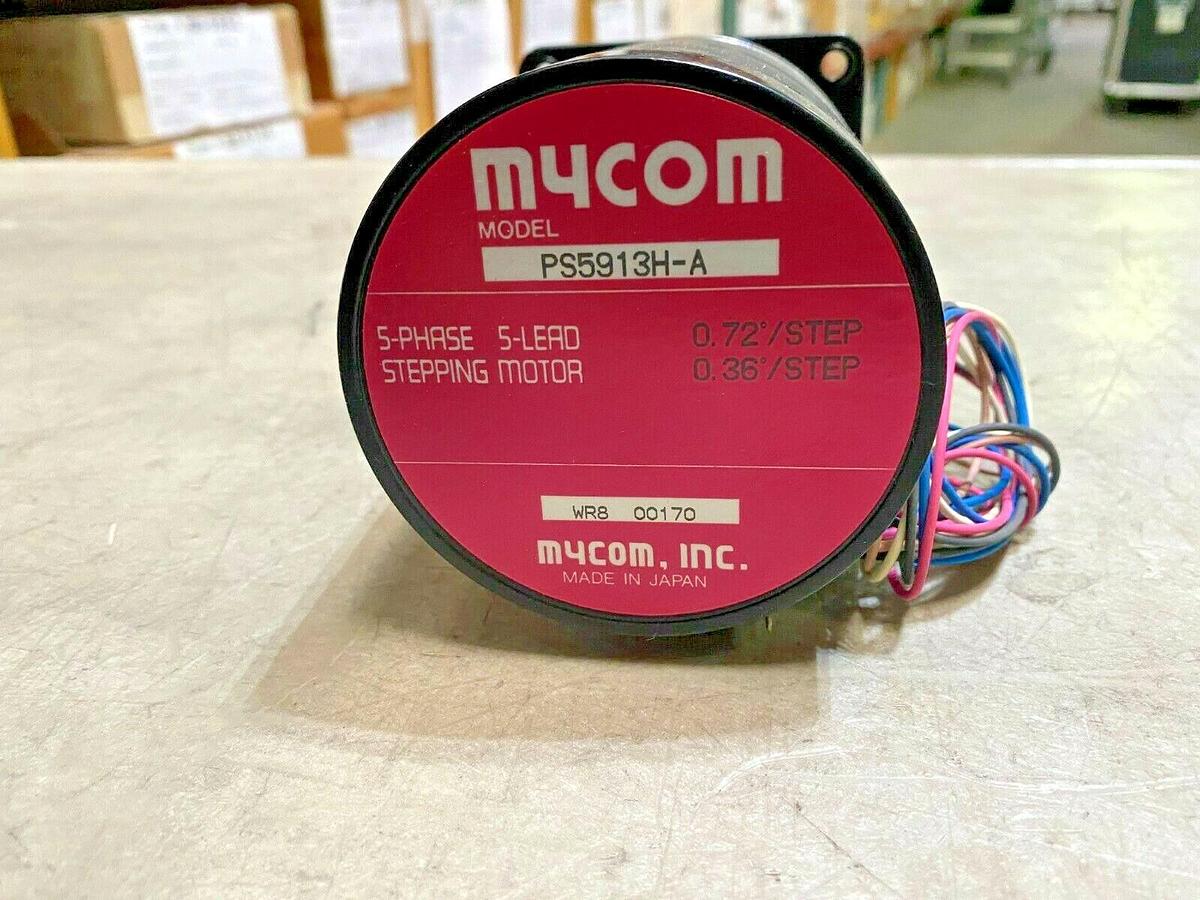 mycom
MODEL
PS5913H-A
5-PHASE 5-LEAD 0.72°/STEP
STEPPING MOTOR 0.36°/STEP
WR8 00170
mycom, INC.
MADE IN JAPAN